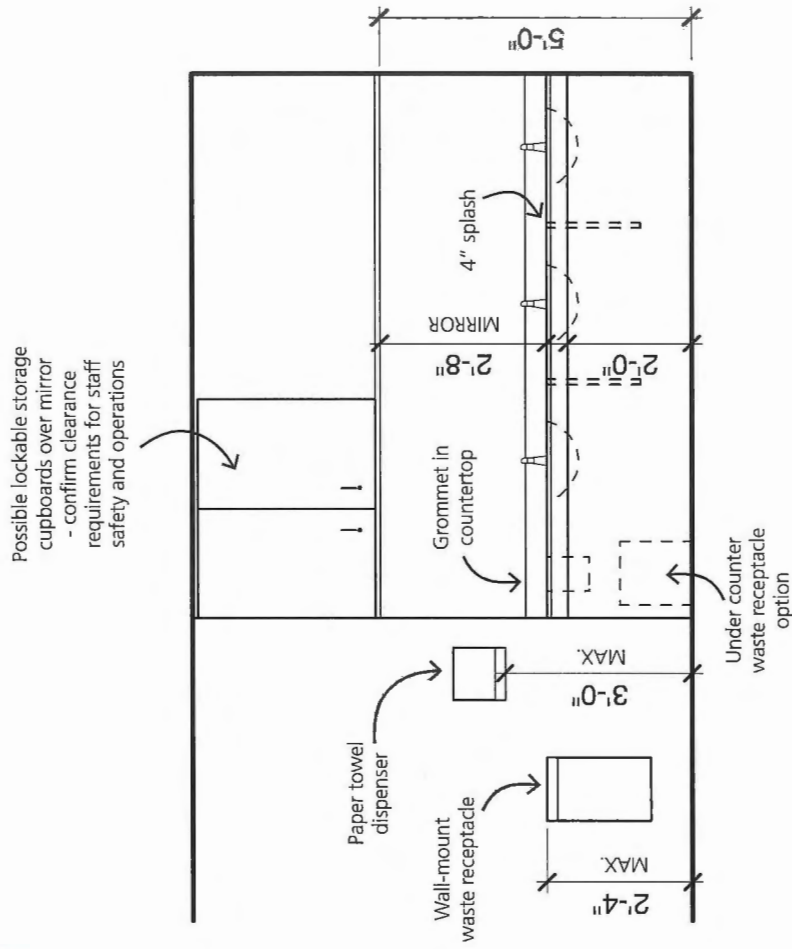 Possible lockable storage
cupboards over mirror
- confirm clearance
requirements for staff
safety and operations
5'-0"
4" splash
MIRROR
2'-8"
2'-0"
Grommet in
countertop
Paper towel
dispenser
MAX.
3'-0"
Under counter
waste receptacle
option
Wall-mount
waste receptacle
MAX.
2'-4"